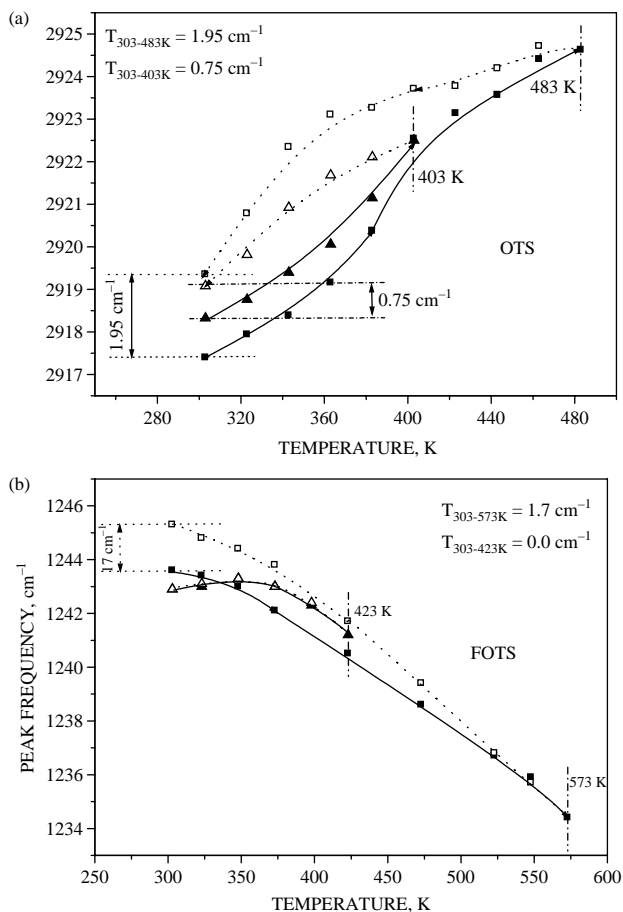 (a)
2925
2924
2923
2922
2921
2920
2919
2918
2917
T303-483K = 1.95 cm–1
T303-403K = 0.75 cm–1
483 K
403 K
OTS
0.75 cm–1
1.95 cm–1
280 320 360 400 440 480
TEMPERATURE, K
(b)
1246
1244
1242
1240
1238
1236
1234
PEAK FREQUENCY, cm–1
T303-573K = 1.7 cm–1
T303-423K = 0.0 cm–1
17 cm–1
423 K
FOTS
573 K
250 300 350 400 450 500 550 600
TEMPERATURE, K